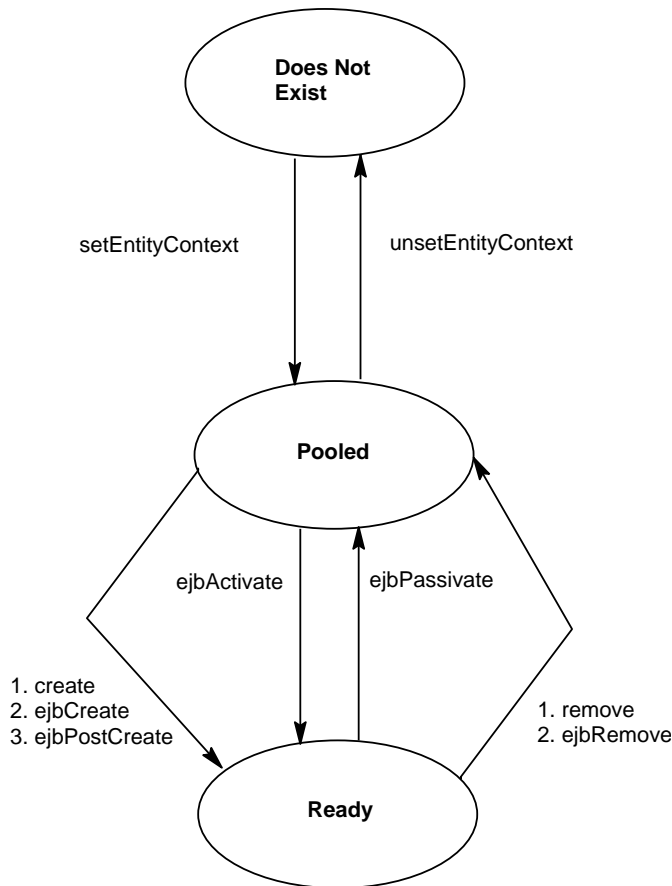 Does Not
Exist
setEntityContext
unsetEntityContext
Pooled
ejbActivate
ejbPassivate
1. create
2. ejbCreate
3. ejbPostCreate
1. remove
2. ejbRemove
Ready